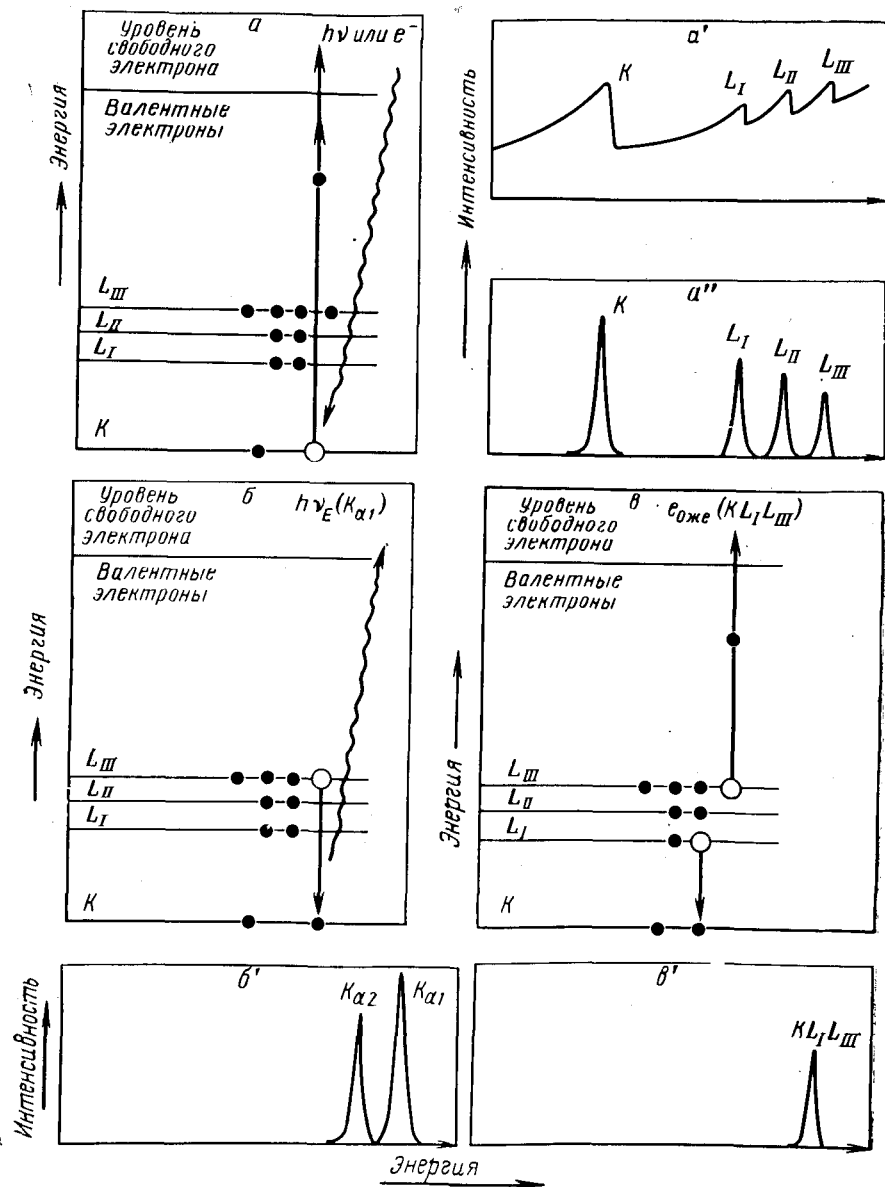 Уровень
свободного
электрона
а
hν или e⁻
Валентные
электроны
Энергия
L_III
L_II
L_I
К
а'
К
L_I
L_II
L_III
Интенсивность
а"
К
L_I
L_II
L_III
Уровень
свободного
электрона
б
hν_E (K_α1)
Валентные
электроны
Энергия
L_III
L_II
L_I
К
Уровень
свободного
электрона
в
e_оже (K L_I L_III)
Валентные
электроны
Энергия
L_III
L_II
L_I
К
б'
K_α2
K_α1
Интенсивность
в'
K L_I L_III
Энергия